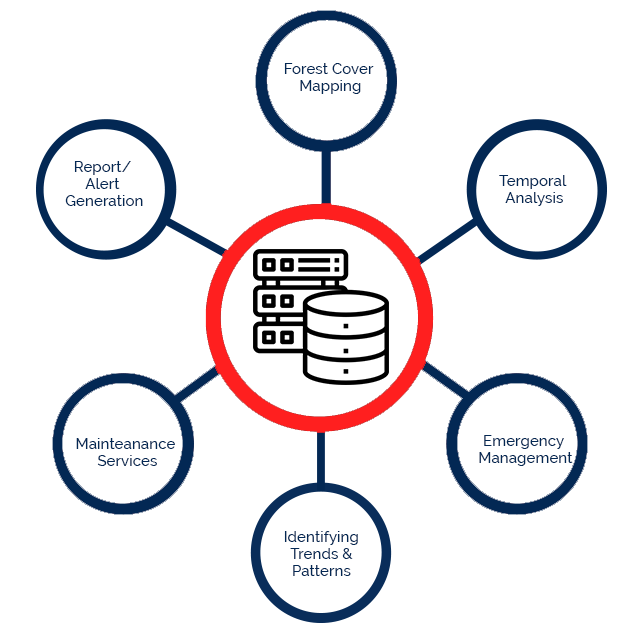 Forest Cover
Mapping
Report/
Alert
Generation
Temporal
Analysis
Mainteanance
Services
Emergency
Management
Identifying
Trends &
Patterns